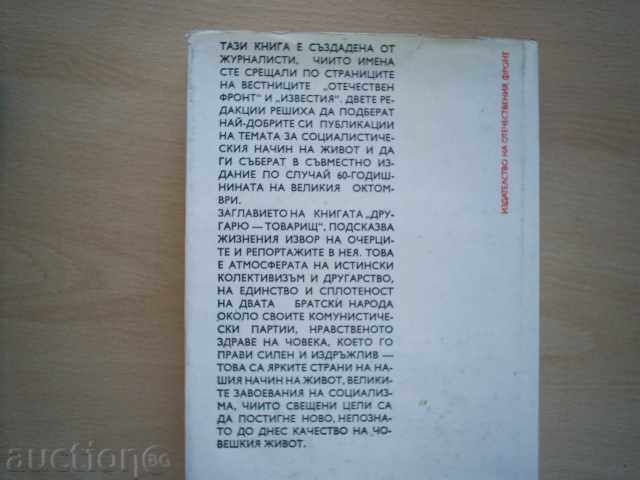 ТАЗИ КНИГА Е СЪЗДАДЕНА ОТ
ЖУРНАЛИСТИ, ЧИИТО ИМЕНА
СТЕ СРЕЩАЛИ ПО СТРАНИЦИТЕ
НА ВЕСТНИЦИТЕ „ОТЕЧЕСТВЕН
ФРОНТ" И „ИЗВЕСТИЯ". ДВЕТЕ РЕ-
ДАКЦИИ РЕШИХА ДА ПОДБЕРАТ
НАЙ-ДОБРИТЕ СИ ПУБЛИКАЦИИ
НА ТЕМАТА ЗА СОЦИАЛИСТИЧЕ-
СКИЯ НАЧИН НА ЖИВОТ И ДА
ГИ СЪБЕРАТ В СЪВМЕСТНО ИЗ-
ДАНИЕ ПО СЛУЧАЙ 60-ГОДИШ-
НИНАТА НА ВЕЛИКИЯ ОКТОМ-
ВРИ.
ЗАГЛАВИЕТО НА КНИГАТА „ДРУ-
ГАРЮ — ТОВАРИЩ", ПОДСКАЗВА
ЖИЗНЕНИЯ ИЗВОР НА ОЧЕРЦИ-
ТЕ И РЕПОРТАЖИТЕ В НЕЯ. ТОВА
Е АТМОСФЕРАТА НА ИСТИНСКИ
КОЛЕКТИВИЗЪМ И ДРУГАРСТВО,
НА ЕДИНСТВО И СПЛОТЕНОСТ
НА ДВАТА БРАТСКИ НАРОДА
ОКОЛО СВОИТЕ КОМУНИСТИЧЕ-
СКИ ПАРТИИ, НРАВСТВЕНОТО
ЗДРАВЕ НА ЧОВЕКА, КОЕТО ГО
ПРАВИ СИЛЕН И ИЗДРЪЖЛИВ —
ТОВА СА ЯРКИТЕ СТРАНИ НА НА-
ШИЯ НАЧИН НА ЖИВОТ, ВЕЛИКИ-
ТЕ ЗАВОЕВАНИЯ НА СОЦИАЛИЗ-
МА, ЧИИТО СВЕЩЕНИ ЦЕЛИ СА
ДА ПОСТИГНЕ НОВО, НЕПОЗНА-
ТО ДО ДНЕС КАЧЕСТВО НА ЧО-
ВЕШКИЯ ЖИВОТ.
ИЗДАТЕЛСТВО НА ОТЕЧЕСТВЕНИЯ ФРОНТ
auction.BG